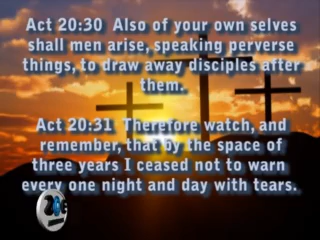 Act 20:30  Also of your own selves
shall men arise, speaking perverse
things, to draw away disciples after
them.
Act 20:31  Therefore watch, and
remember, that by the space of
three years I ceased not to warn
every one night and day with tears.